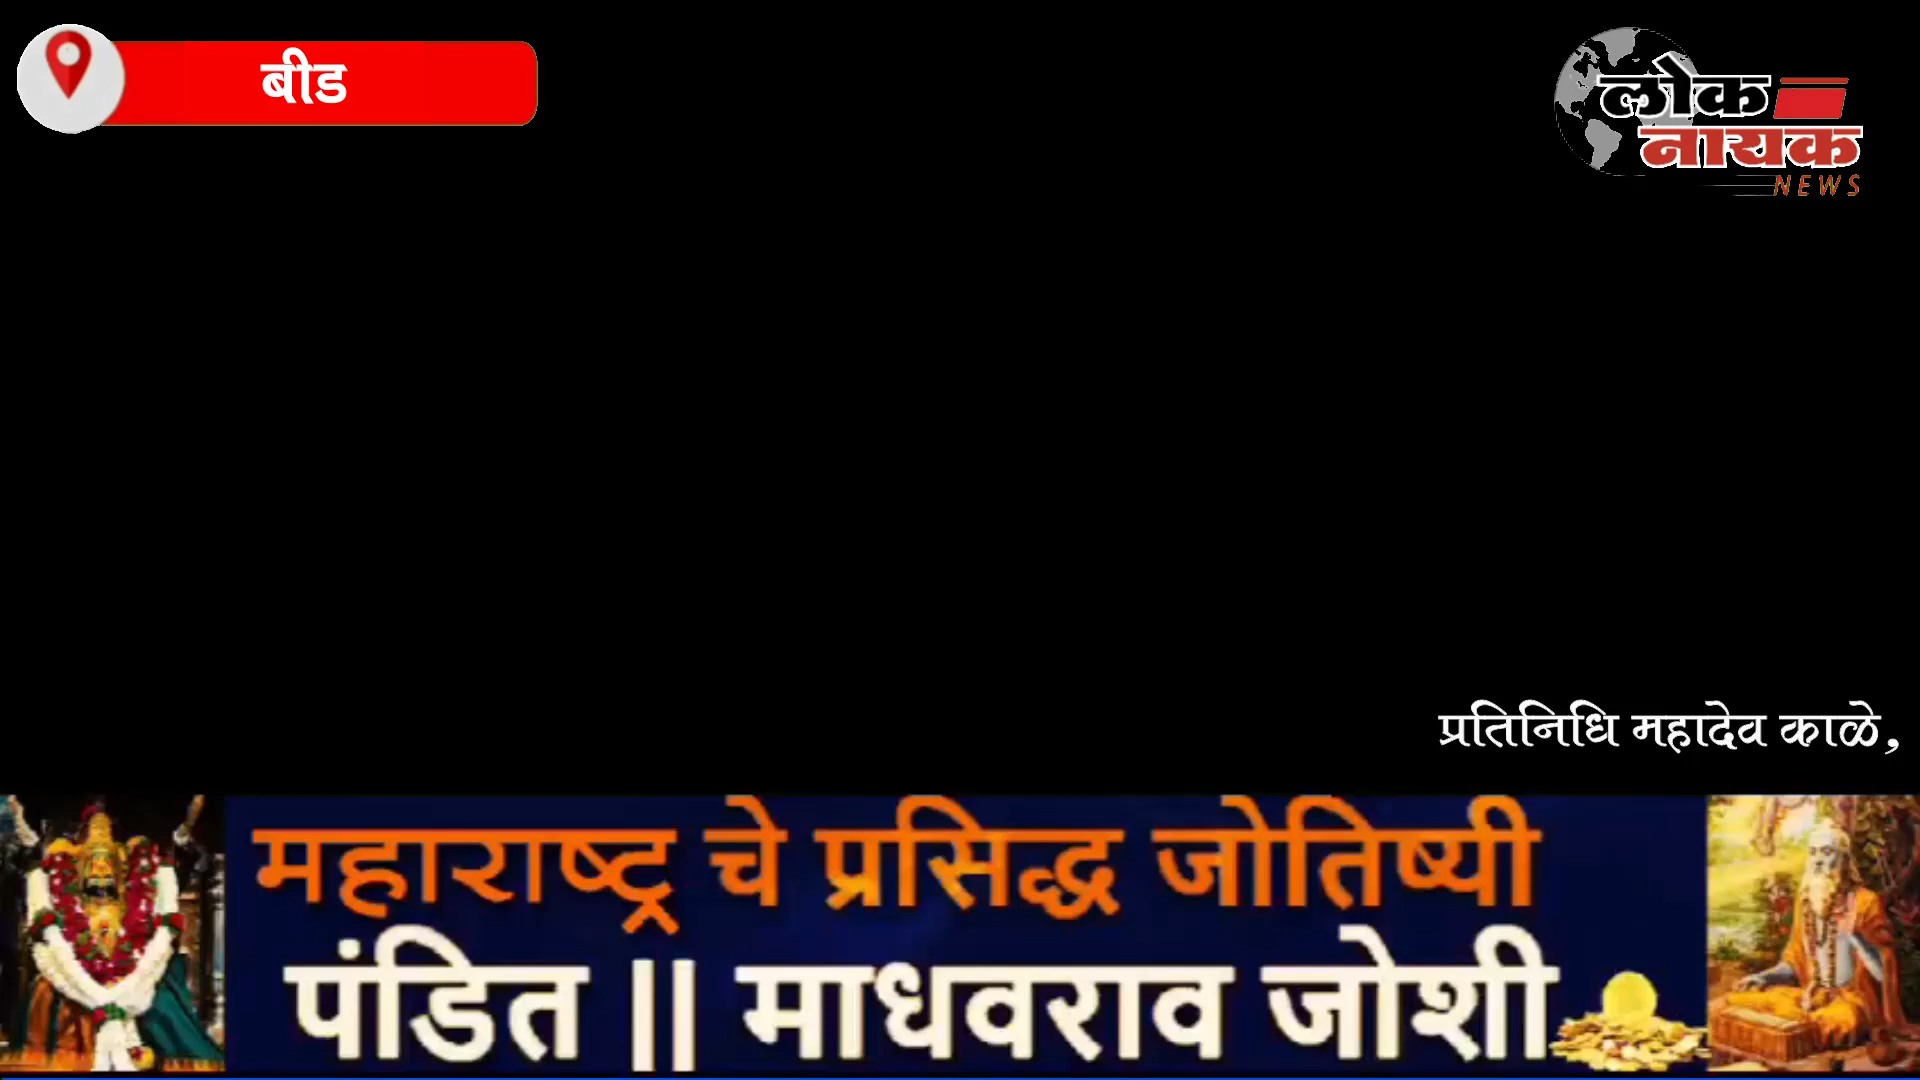 बीड
लोक
नायक
NEWS
प्रतिनिधि महादेव काळे,
महाराष्ट्र चे प्रसिद्ध जोतिष्यी
पंडित || माधवराव जोशी